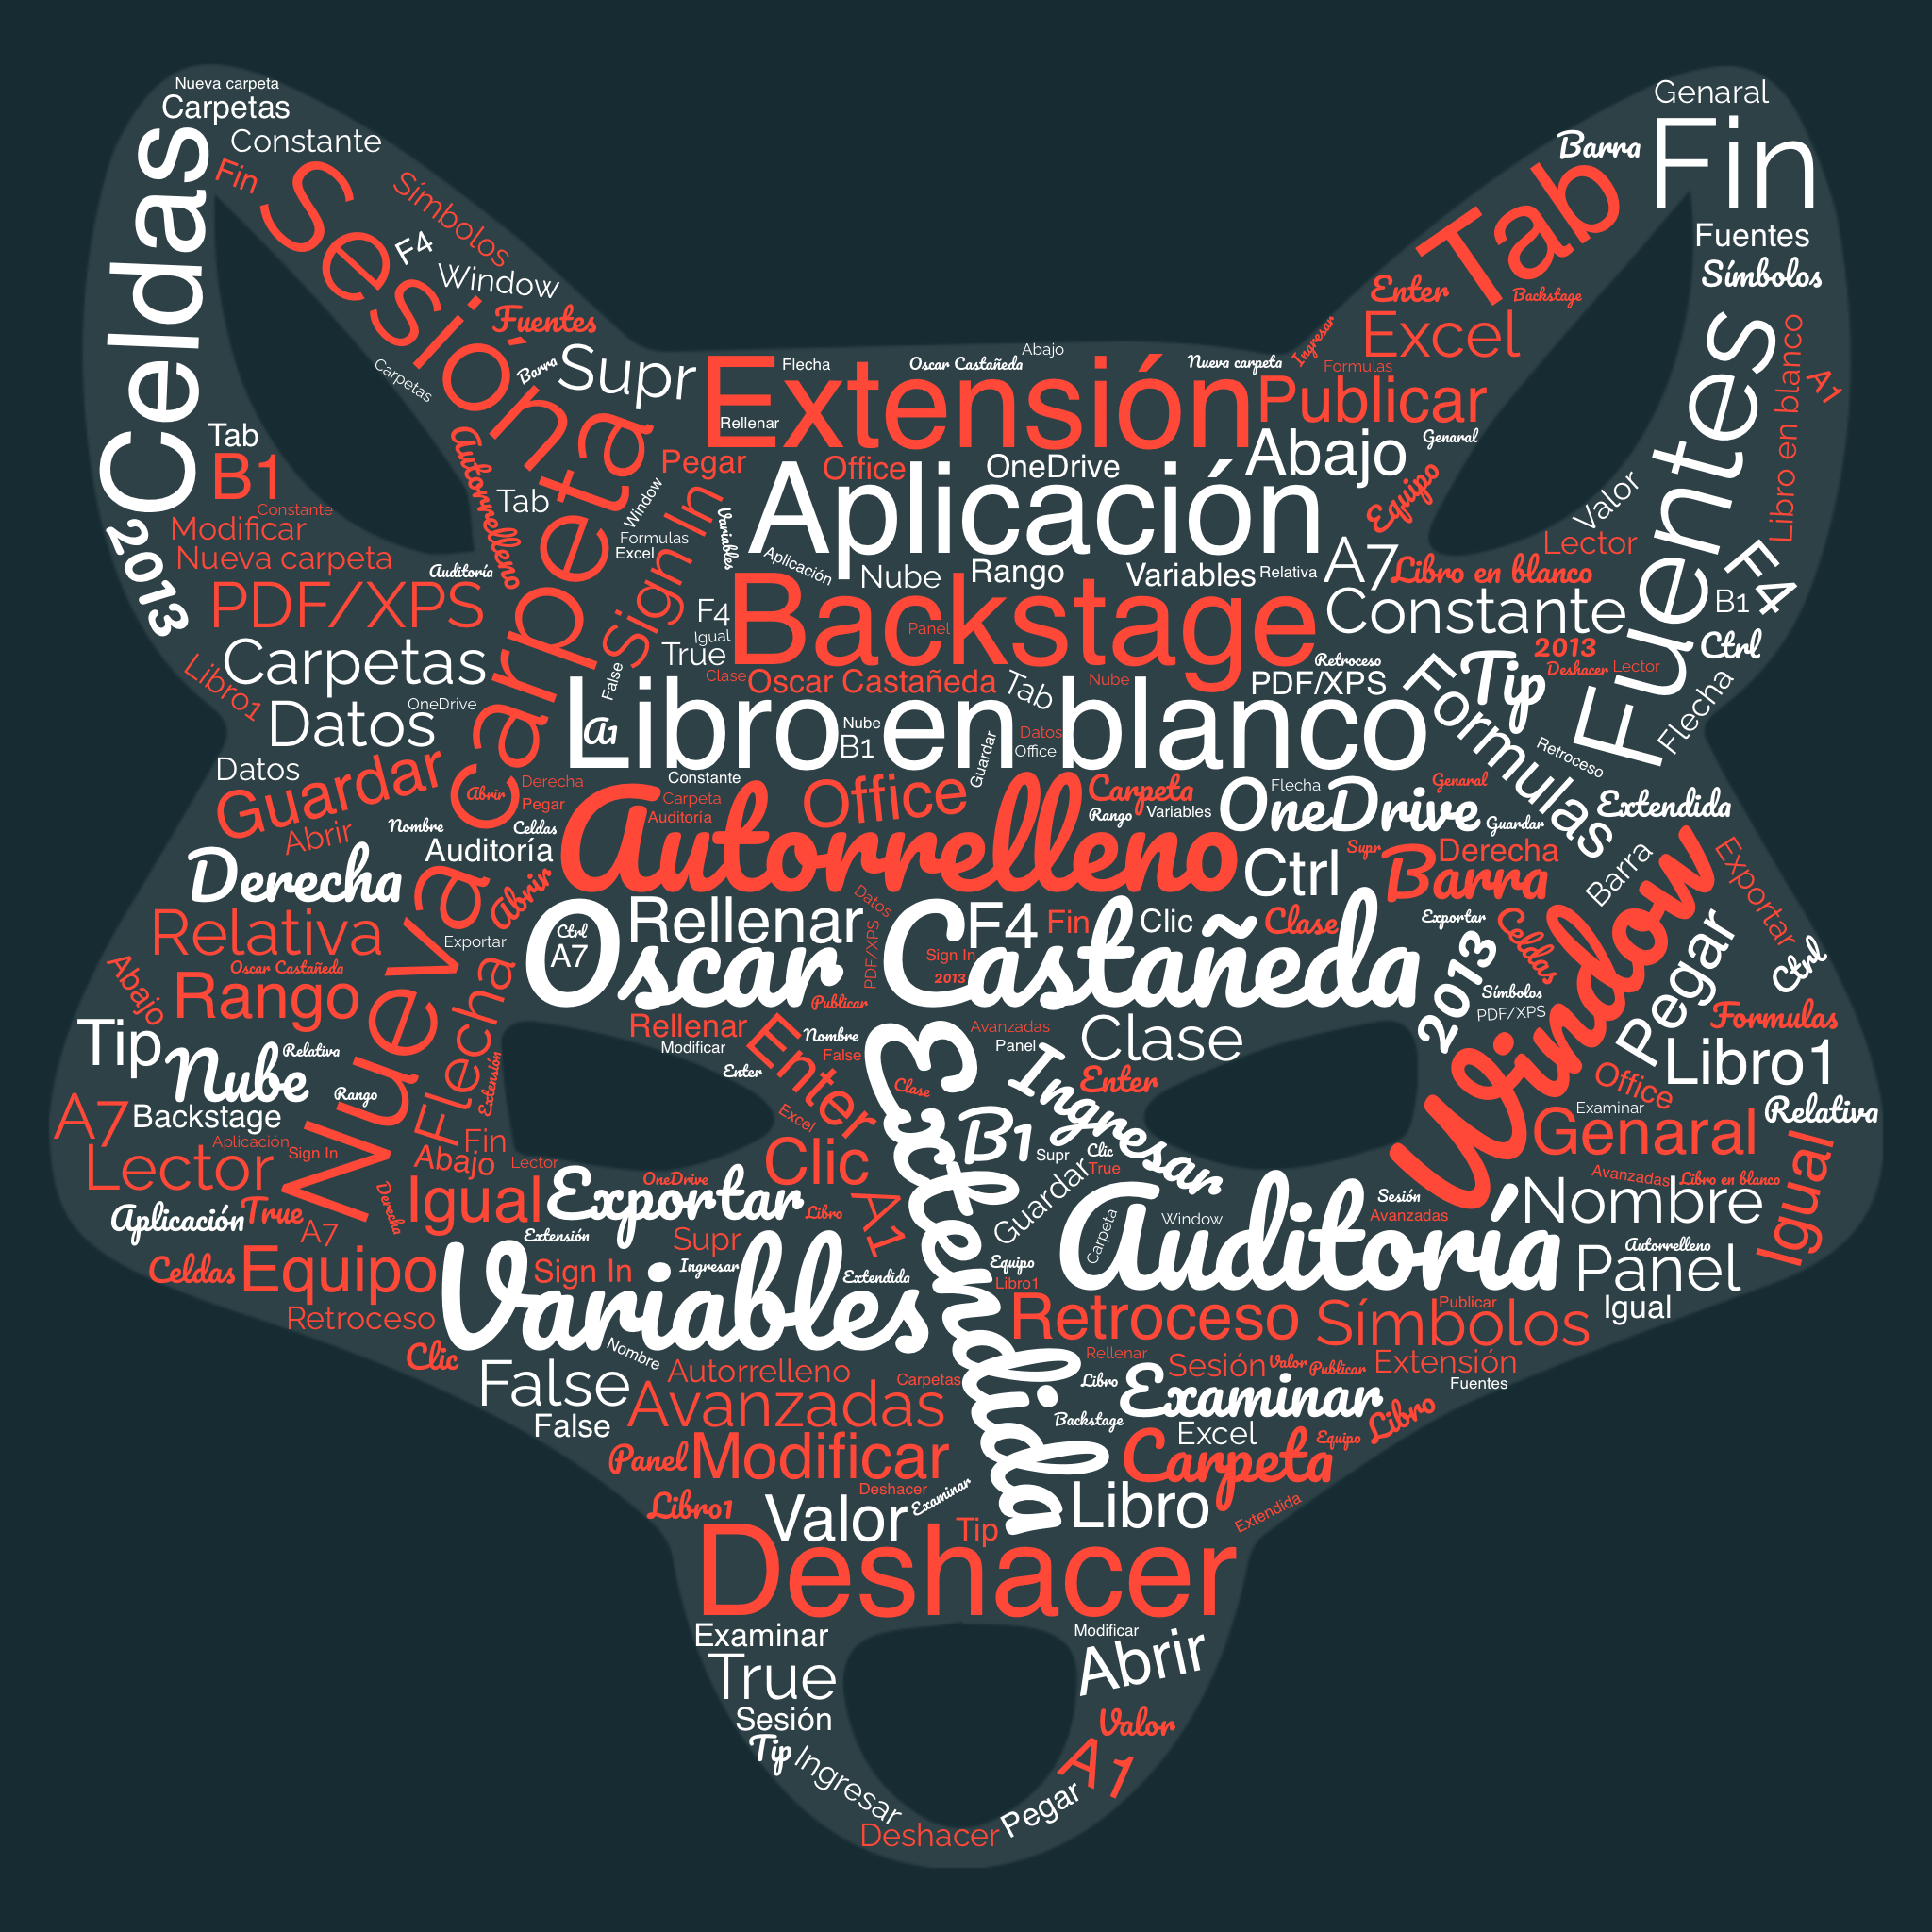 Nueva carpeta
Carpetas
Constante
Celdas
Fin
Sesión
Símbolos
F4
Window
Fuentes
Carpetas
Barra
Supr
Genaral
Barra
Fin
Tab
Fuentes
Símbolos
Enter
Backstage
Excel
Ingresar
Formulas
Libro en blanco
A1
Fuentes
Flecha
Oscar Castañeda
Abajo
Nueva carpeta
Extensión
Publicar
Rellenar
Abajo
Genaral
Tab
B1
Constante
Modificar
Nueva carpeta
2013
Auditoría
PDF/XPS
Autorrelleno
Tab
Nueva carpeta
Pegar
Office
OneDrive
Aplicación
Equipo
Valor
Lector
Window
Formulas
Excel
Sign In
Variables
Aplicación
Nube
Rango
Variables
Relativa
A7
Libro en blanco
F4
B1
Backstage
Panel
Constante
F4
Igual
True
False
2013
Ctrl
Carpetas
Libro1
Datos
OneDrive
Clase
Oscar Castañeda
Tab
Nube
Retroceso
PDF/XPS
Tip
Deshacer
Lector
Flecha
Formulas
Retroceso
Libro en blanco
A1
Nube
B1
Datos
Office
Guardar
Datos
Guardar
Abrir
Derecha
Pegar
Constante
Carpeta
Auditoría
Office
Carpeta
Rango
Variables
Flecha
OneDrive
Genaral
Guardar
Extendida
Abrir
Nombre
Celdas
Auditoría
Autorrelleno
Ctrl
Supr
Barra
Derecha
Barra
Exportar
Window
Derecha
Abrir
Relativa
Exportar
Oscar Castañeda
Ctrl
A7
Rellenar
Datos
PDF/XPS
F4
Sign In
2013
Fin
Clic
Clase
Exportar
Celdas
Pegar
Ctrl
Abajo
Oscar Castañeda
Rango
Flecha
Publicar
2013
Símbolos
PDF/XPS
Formulas
Tip
Nube
Relativa
Rango
Extensión
Rellenar
Modificar
Enter
Enter
Nombre
False
Avanzadas
Panel
Clase
Ingresar
Enter
Libro1
Office
Examinar
Relativa
A7
Backstage
Aplicación
Sign In
Lector
Fin
Abajo
Lector
Excel
Clic
Clase
Extendida
B1
Supr
Clic
True
Guardar
Genaral
Igual
Avanzadas
Libro en blanco
Aplicación
True
A7
Derecha
Igual
Exportar
OneDrive
Libro
A1
Auditoría
Carpeta
Window
Sesión
Avanzadas
Nombre
Celdas
Equipo
Extensión
Supr
Sign In
Ingresar
Extendida
Equipo
Libro1
Autorrelleno
Panel
Igual
Retroceso
Variables
Retroceso
Símbolos
Publicar
Clic
False
False
Nombre
Autorrelleno
Carpetas
Avanzadas
Rellenar
Sesión
Valor
Publicar
Extensión
Fuentes
Libro
Examinar
Backstage
Excel
Equipo
Libro
Panel
Modificar
Carpeta
Libro1
Valor
Deshacer
Examinar
Tip
Libro
Extendida
Deshacer
Examinar
Modificar
True
Abrir
Sesión
Valor
Tip
Ingresar
A1
Deshacer
Pegar